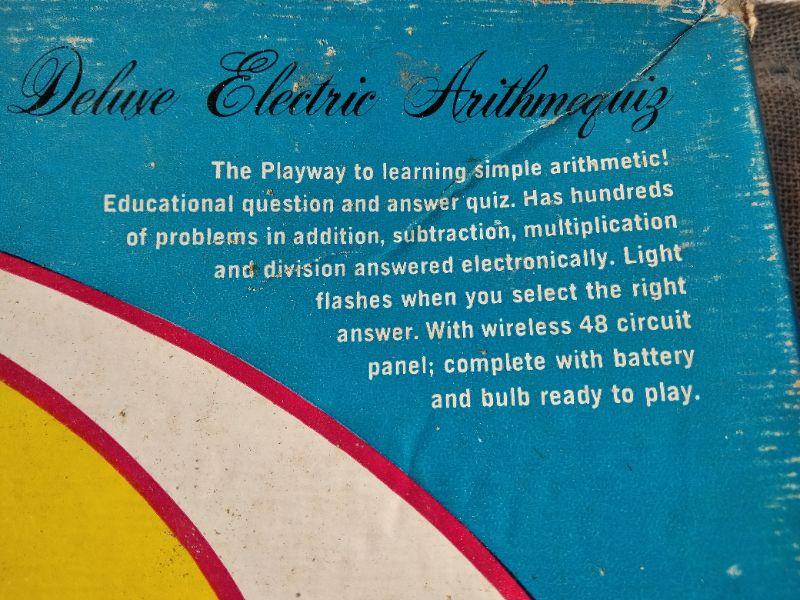 Deluxe Electric Arithmequiz
The Playway to learning simple arithmetic!
Educational question and answer quiz. Has hundreds
of problems in addition, subtraction, multiplication
and division answered electronically. Light
flashes when you select the right
answer. With wireless 48 circuit
panel; complete with battery
and bulb ready to play.